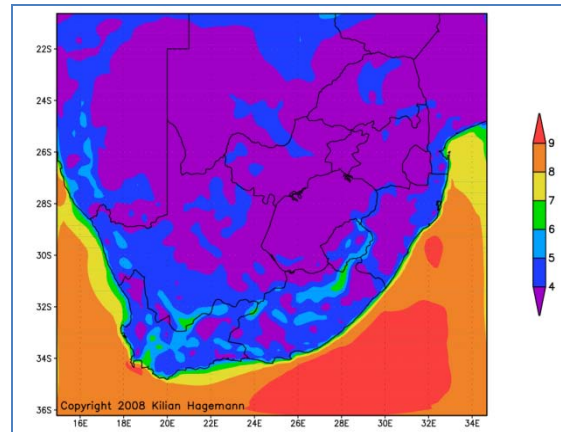 22S
24S
26S
28S
30S
32S
34S
36S
Copyright 2008 Kilian Hagemann
16E 18E 20E 22E 24E 26E 28E 30E 32E 34E
9
8
7
6
5
4